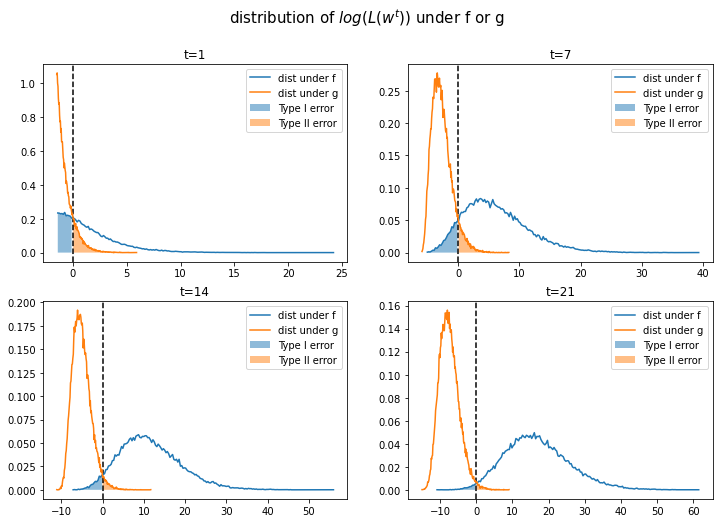 distribution of log(L(w^t)) under f or g
t=1
dist under f
dist under g
Type I error
Type II error
1.0
0.8
0.6
0.4
0.2
0.0
0 5 10 15 20 25
t=7
dist under f
dist under g
Type I error
Type II error
0.25
0.20
0.15
0.10
0.05
0.00
0 10 20 30 40
t=14
dist under f
dist under g
Type I error
Type II error
0.200
0.175
0.150
0.125
0.100
0.075
0.050
0.025
0.000
−10 0 10 20 30 40 50
t=21
dist under f
dist under g
Type I error
Type II error
0.16
0.14
0.12
0.10
0.08
0.06
0.04
0.02
0.00
−10 0 10 20 30 40 50 60